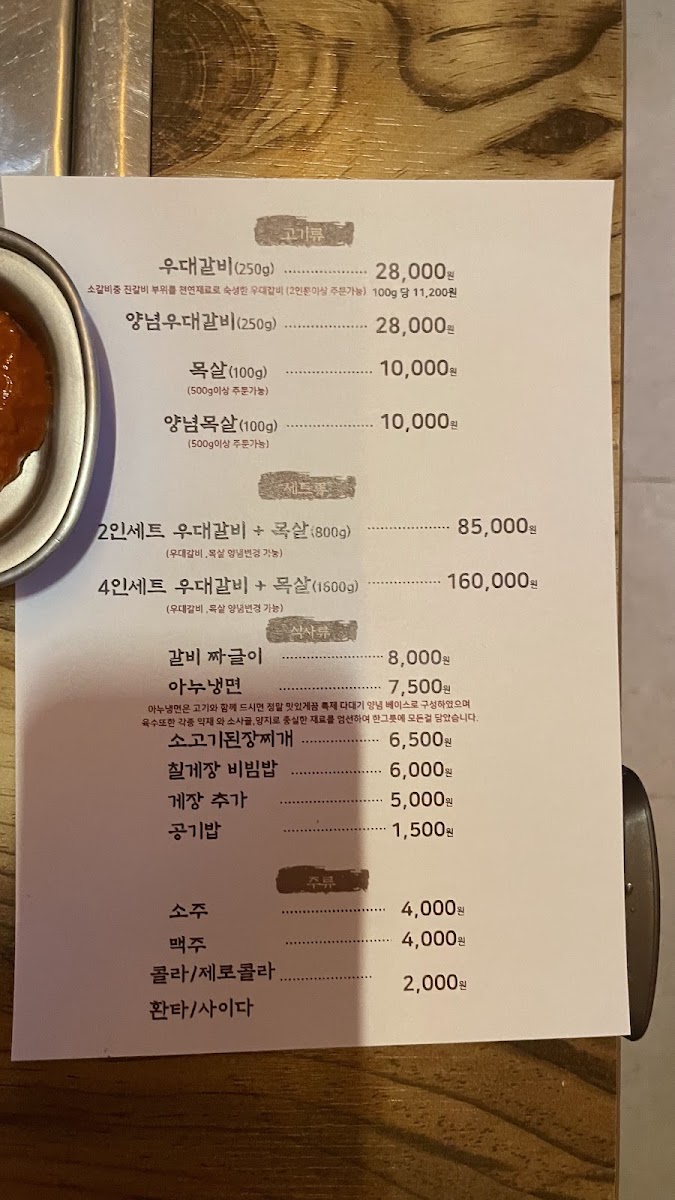 고기류
우대갈비(250g) 28,000원
소갈비중 진갈비 부위를 천연재료로 숙성한 우대갈비 (2인분이상 주문가능) 100g 당 11,200원
양념우대갈비(250g) 28,000원
목살(100g) 10,000원
(500g이상 주문가능)
양념목살(100g) 10,000원
(500g이상 주문가능)
세트류
2인세트 우대갈비 + 목살(800g) 85,000원
(우대갈비 ,목살 양념변경 가능)
4인세트 우대갈비 + 목살(1600g) 160,000원
(우대갈비 ,목살 양념변경 가능)
식사류
갈비 짜글이 8,000원
아누냉면 7,500원
아누냉면은 고기와 함께 드시면 정말 맛있게끔 특제 다대기 양념 베이스로 구성하였으며
육수또한 각종 약재 와 소사골,양지로 충실한 재료를 엄선하여 한그릇에 모든걸 담았습니다.
소고기된장찌개 6,500원
칠게장 비빔밥 6,000원
게장 추가 5,000원
공기밥 1,500원
주류
소주 4,000원
맥주 4,000원
콜라/제로콜라 2,000원
환타/사이다